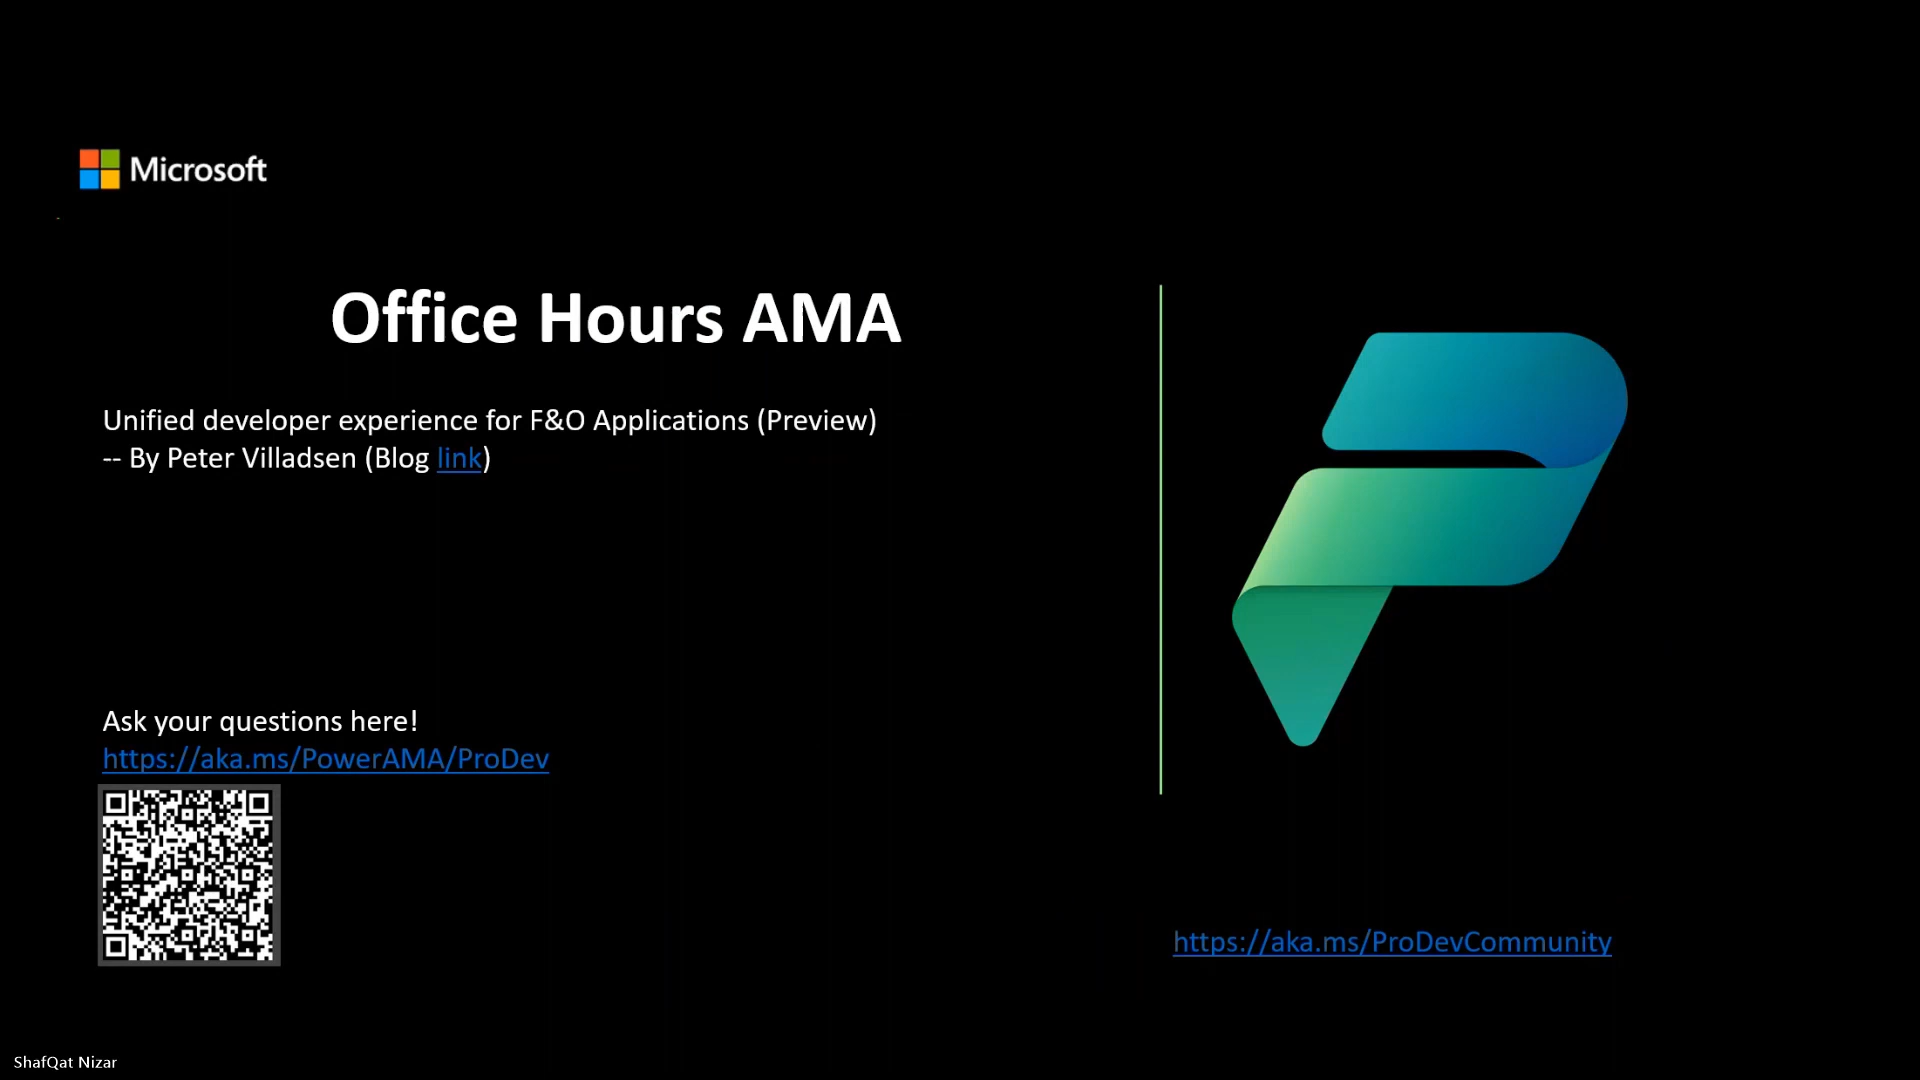 Microsoft
Office Hours AMA
Unified developer experience for F&O Applications (Preview)
-- By Peter Villadsen (Blog link)
Ask your questions here!
https://aka.ms/PowerAMA/ProDev
https://aka.ms/ProDevCommunity
ShafQat Nizar